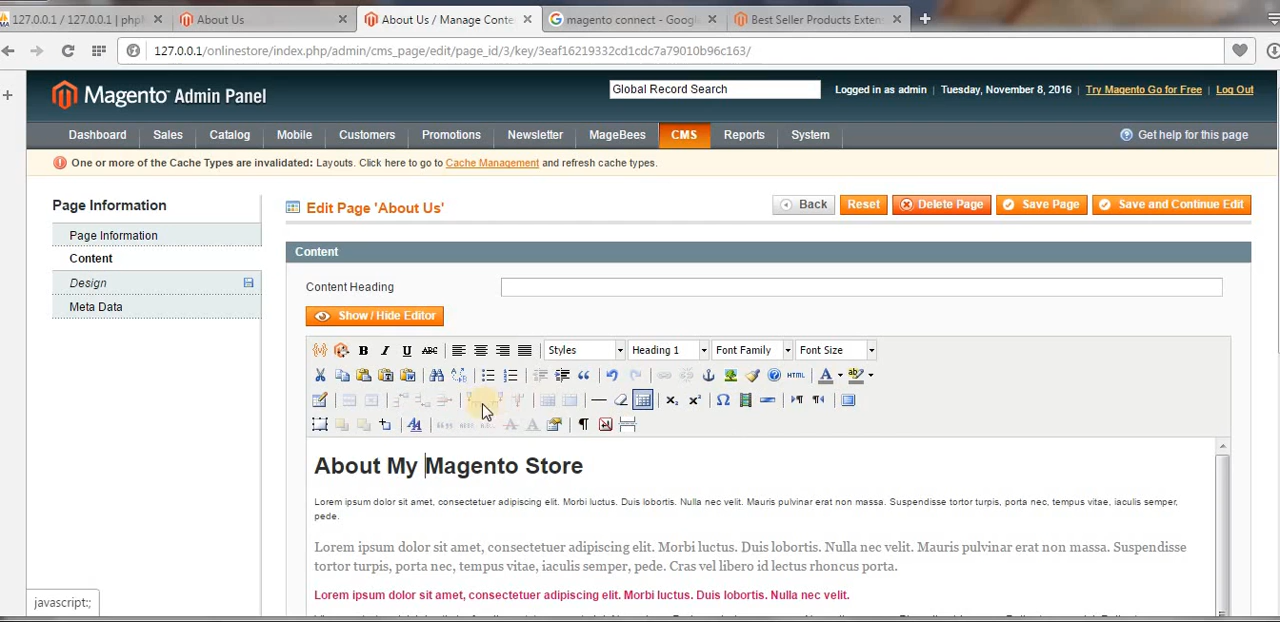 127.0.0.1 / 127.0.0.1 | php
About Us
About Us / Manage Conte
magento connect - Googl
Best Seller Products Exten
127.0.0.1/onlinestore/index.php/admin/cms_page/edit/page_id/3/key/3eaf16219332cd1cdc7a79010b96c163/
Magento Admin Panel
Global Record Search
Logged in as admin | Tuesday, November 8, 2016 | Try Magento Go for Free | Log Out
Dashboard Sales Catalog Mobile Customers Promotions Newsletter MageBees CMS Reports System
Get help for this page
One or more of the Cache Types are invalidated: Layouts. Click here to go to Cache Management and refresh cache types.
Page Information
Page Information
Content
Design
Meta Data
Edit Page 'About Us'
Back Reset Delete Page Save Page Save and Continue Edit
Content
Content Heading
Show / Hide Editor
B I U ABC Styles Heading 1 Font Family Font Size
HTML A ab
About My Magento Store
Lorem ipsum dolor sit amet, consectetuer adipiscing elit. Morbi luctus. Duis lobortis. Nulla nec velit. Mauris pulvinar erat non massa. Suspendisse tortor turpis, porta nec, tempus vitae, iaculis semper,
pede.
Lorem ipsum dolor sit amet, consectetuer adipiscing elit. Morbi luctus. Duis lobortis. Nulla nec velit. Mauris pulvinar erat non massa. Suspendisse
tortor turpis, porta nec, tempus vitae, iaculis semper, pede. Cras vel libero id lectus rhoncus porta.
Lorem ipsum dolor sit amet, consectetuer adipiscing elit. Morbi luctus. Duis lobortis. Nulla nec velit.
javascript:;